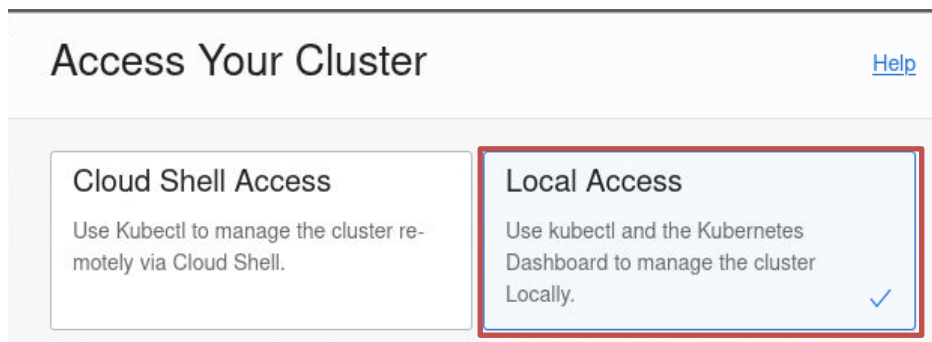 Access Your Cluster
Help
Cloud Shell Access
Use Kubectl to manage the cluster re-
motely via Cloud Shell.
Local Access
Use kubectl and the Kubernetes
Dashboard to manage the cluster
Locally.